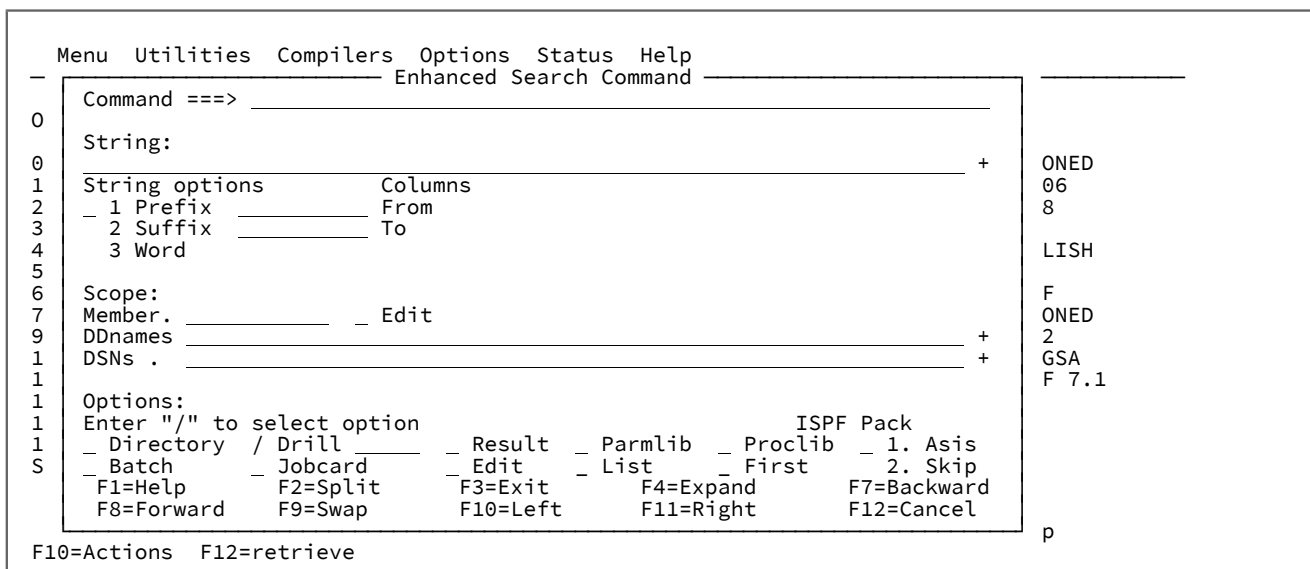 Menu  Utilities  Compilers  Options  Status  Help
Enhanced Search Command
Command ===>
O
String:
0 + ONED
1 String options Columns 06
2 _ 1 Prefix From 8
3 2 Suffix To
4 3 Word LISH
5
6 Scope: F
7 Member. _ Edit ONED
9 DDnames + 2
1 DSNs . + GSA
1 F 7.1
1 Options:
1 Enter "/" to select option ISPF Pack
1 _ Directory / Drill _ Result _ Parmlib _ Proclib _ 1. Asis
S _ Batch _ Jobcard _ Edit _ List _ First 2. Skip
F1=Help F2=Split F3=Exit F4=Expand F7=Backward
F8=Forward F9=Swap F10=Left F11=Right F12=Cancel
p
F10=Actions F12=retrieve